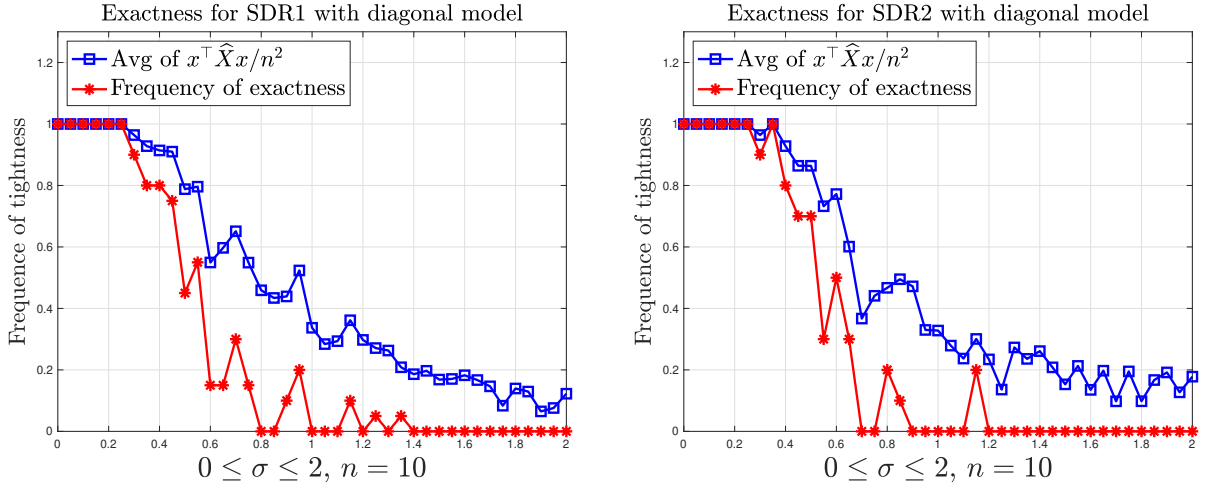 Exactness for SDR1 with diagonal model
Avg of x⊤X̂x/n²
Frequency of exactness
Frequence of tightness
1.2
1
0.8
0.6
0.4
0.2
0
0 0.2 0.4 0.6 0.8 1 1.2 1.4 1.6 1.8 2
0 ≤ σ ≤ 2, n = 10
Exactness for SDR2 with diagonal model
Avg of x⊤X̂x/n²
Frequency of exactness
Frequence of tightness
1.2
1
0.8
0.6
0.4
0.2
0
0 0.2 0.4 0.6 0.8 1 1.2 1.4 1.6 1.8 2
0 ≤ σ ≤ 2, n = 10